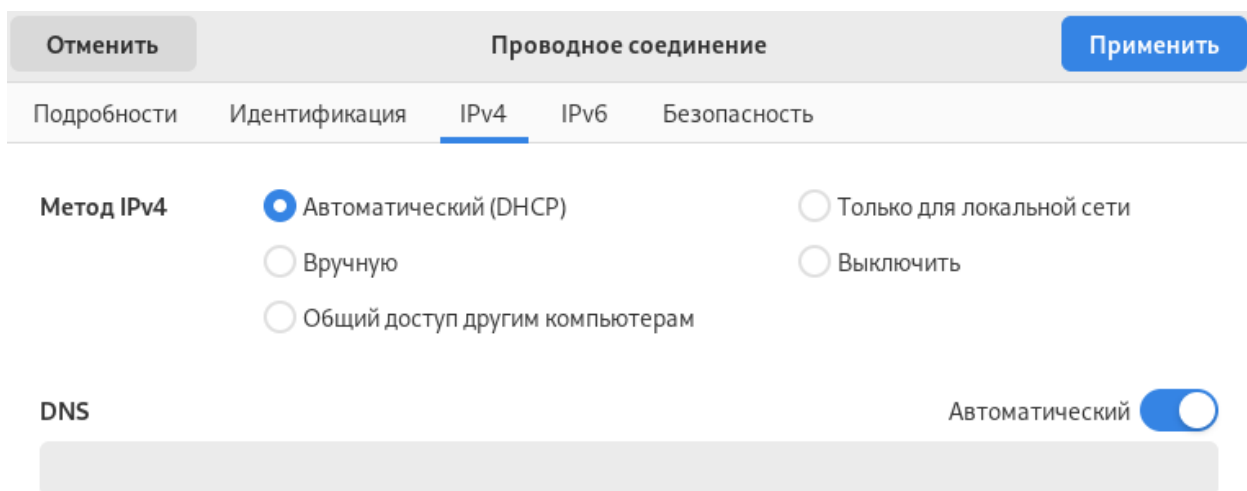 Отменить Проводное соединение Применить
Подробности Идентификация IPv4 IPv6 Безопасность
Метод IPv4 Автоматический (DHCP) Только для локальной сети
Вручную Выключить
Общий доступ другим компьютерам
DNS Автоматический